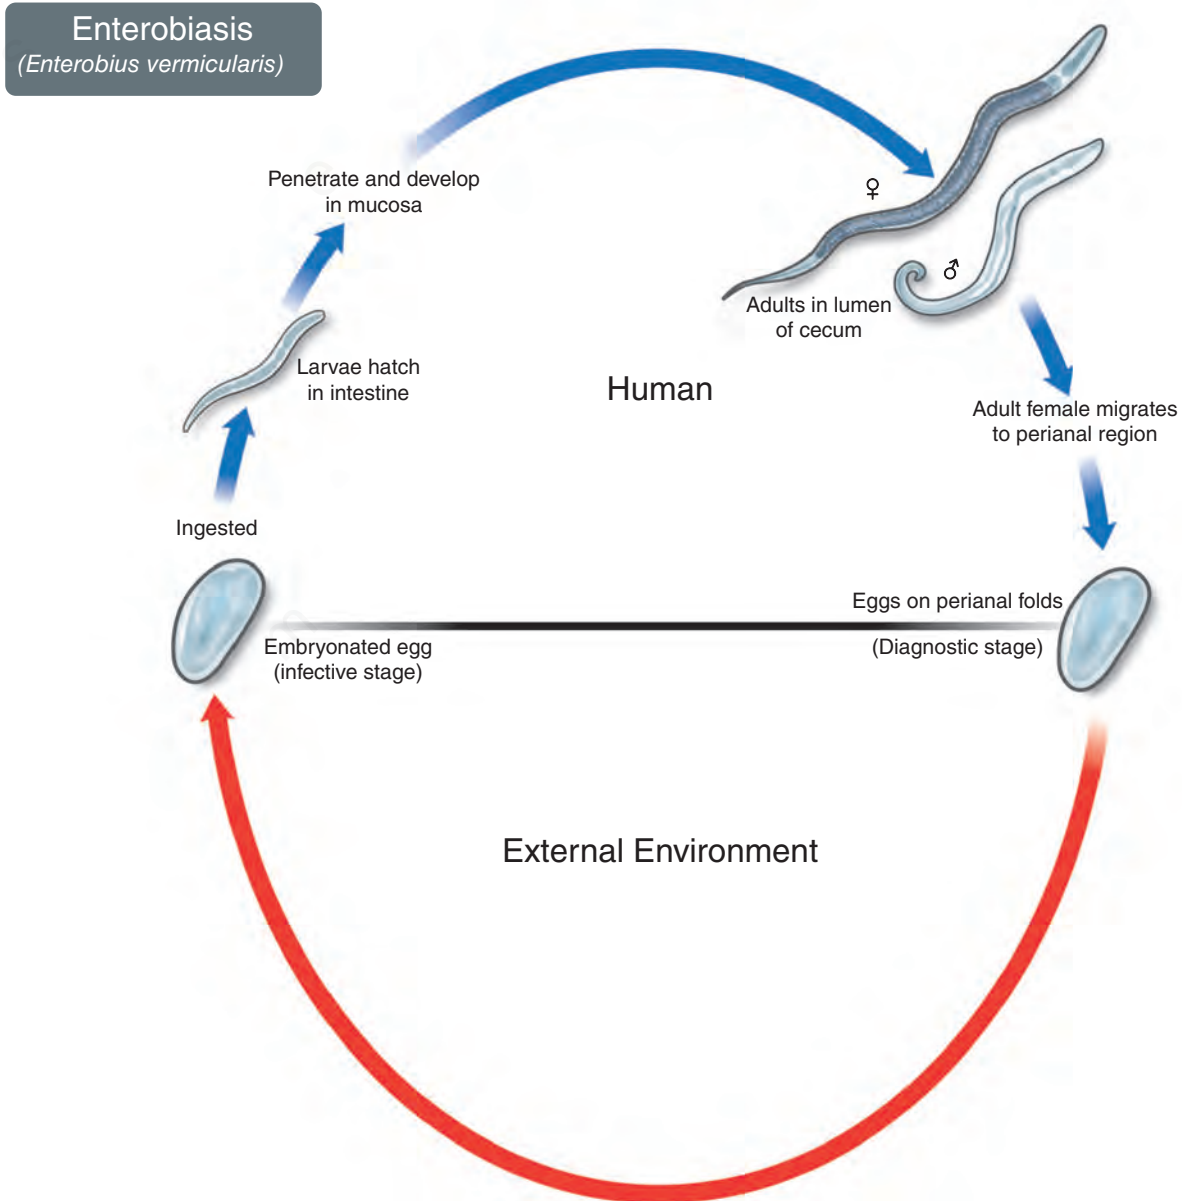 Enterobiasis
(Enterobius vermicularis)
Penetrate and develop
in mucosa
♀
♂
Adults in lumen
of cecum
Larvae hatch
in intestine
Human
Adult female migrates
to perianal region
Ingested
Eggs on perianal folds
(Diagnostic stage)
Embryonated egg
(infective stage)
External Environment